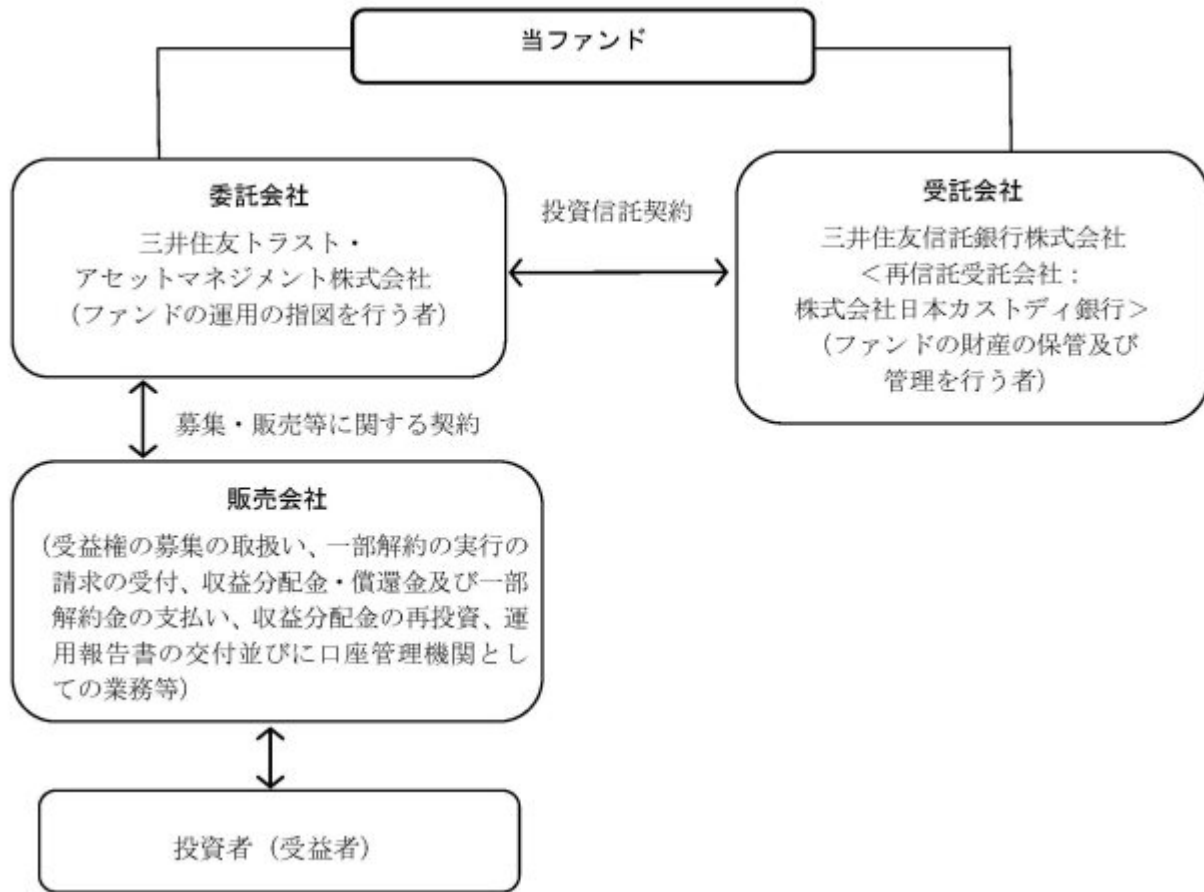 当ファンド
委託会社
三井住友トラスト・
アセットマネジメント株式会社
（ファンドの運用の指図を行う者）
投資信託契約
受託会社
三井住友信託銀行株式会社
＜再信託受託会社：
株式会社日本カストディ銀行＞
（ファンドの財産の保管及び
管理を行う者）
募集・販売等に関する契約
販売会社
（受益権の募集の取扱い、一部解約の実行の
請求の受付、収益分配金・償還金及び一部
解約金の支払い、収益分配金の再投資、運
用報告書の交付並びに口座管理機関とし
ての業務等）
投資者（受益者）